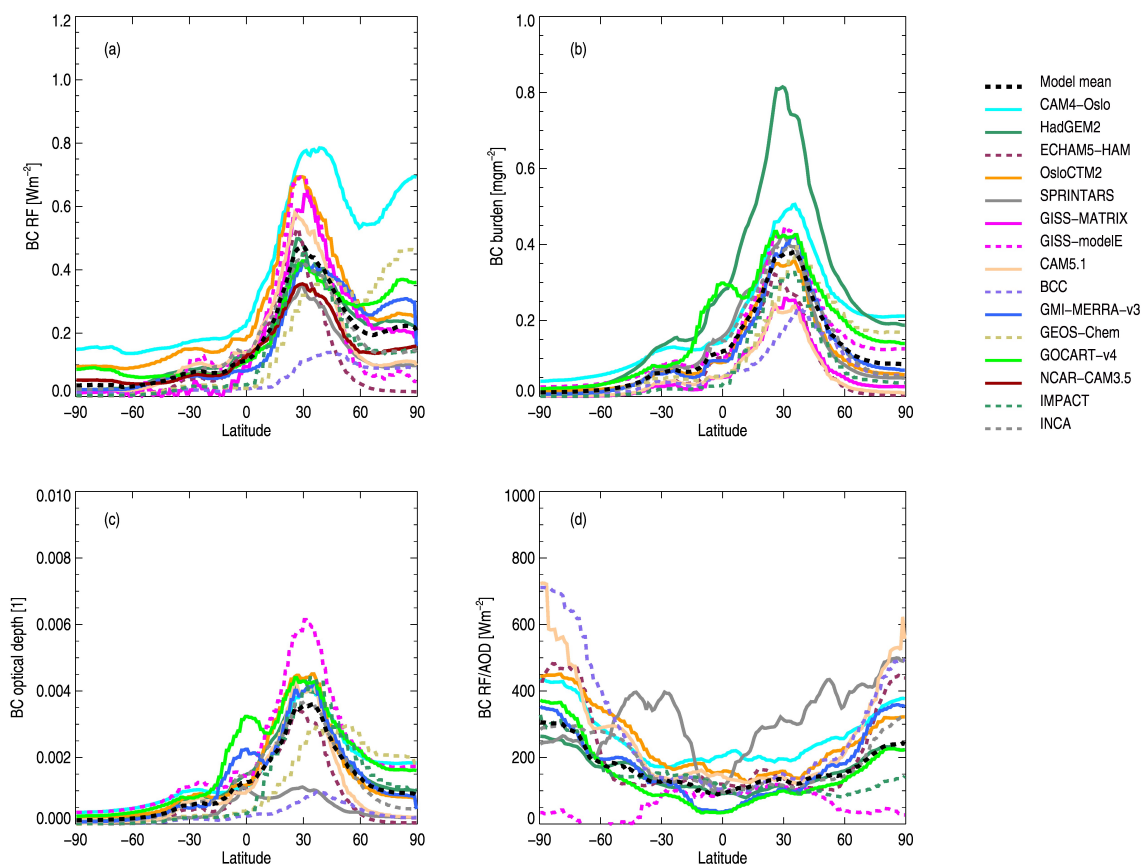 (a)
BC RF [Wm−2]
1.2
1.0
0.8
0.6
0.4
0.2
0.0
−90 −60 −30 0 30 60 90
Latitude
(b)
BC burden [mgm−2]
1.0
0.8
0.6
0.4
0.2
0.0
−90 −60 −30 0 30 60 90
Latitude
Model mean
CAM4−Oslo
HadGEM2
ECHAM5−HAM
OsloCTM2
SPRINTARS
GISS−MATRIX
GISS−modelE
CAM5.1
BCC
GMI−MERRA−v3
GEOS−Chem
GOCART−v4
NCAR−CAM3.5
IMPACT
INCA
(c)
BC optical depth [1]
0.010
0.008
0.006
0.004
0.002
0.000
−90 −60 −30 0 30 60 90
Latitude
(d)
BC RF/AOD [Wm−2]
1000
800
600
400
200
0
−90 −60 −30 0 30 60 90
Latitude